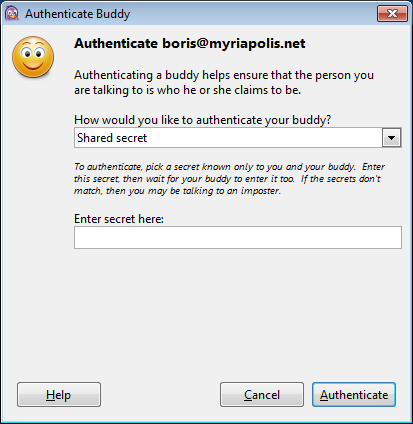 Authenticate Buddy
Authenticate boris@myriapolis.net
Authenticating a buddy helps ensure that the person you
are talking to is who he or she claims to be.
How would you like to authenticate your buddy?
Shared secret
To authenticate, pick a secret known only to you and your buddy. Enter
this secret, then wait for your buddy to enter it too. If the secrets don't
match, then you may be talking to an imposter.
Enter secret here:
Help
Cancel
Authenticate